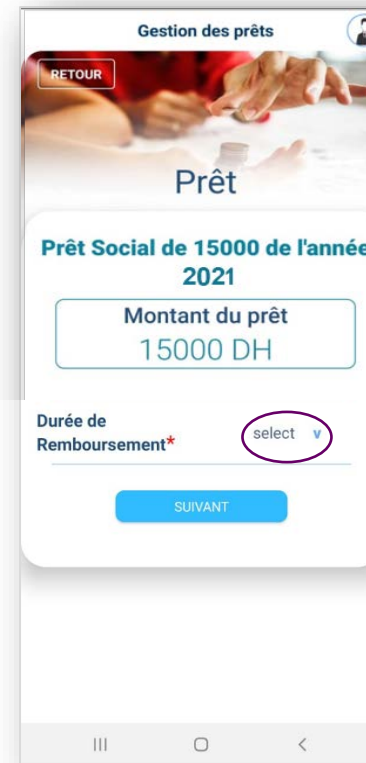 Gestion des prêts
RETOUR
Prêt
Prêt Social de 15000 de l'année
2021
Montant du prêt
15000 DH
Durée de
Remboursement*
select v
SUIVANT